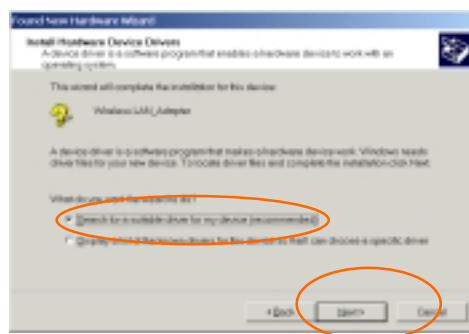 Found New Hardware Wizard
Install Hardware Device Drivers
A device driver is a software program that enables a hardware device to work with an
operating system.
This wizard will complete the installation for this device:
Wireless LAN_Adapter
A device driver is a software program that makes a hardware device work. Windows needs
driver files for your new device. To locate driver files and complete the installation click Next.
What do you want the wizard to do?
Search for a suitable driver for my device (recommended)
Display a list of the known drivers for this device so that I can choose a specific driver
< Back Next > Cancel